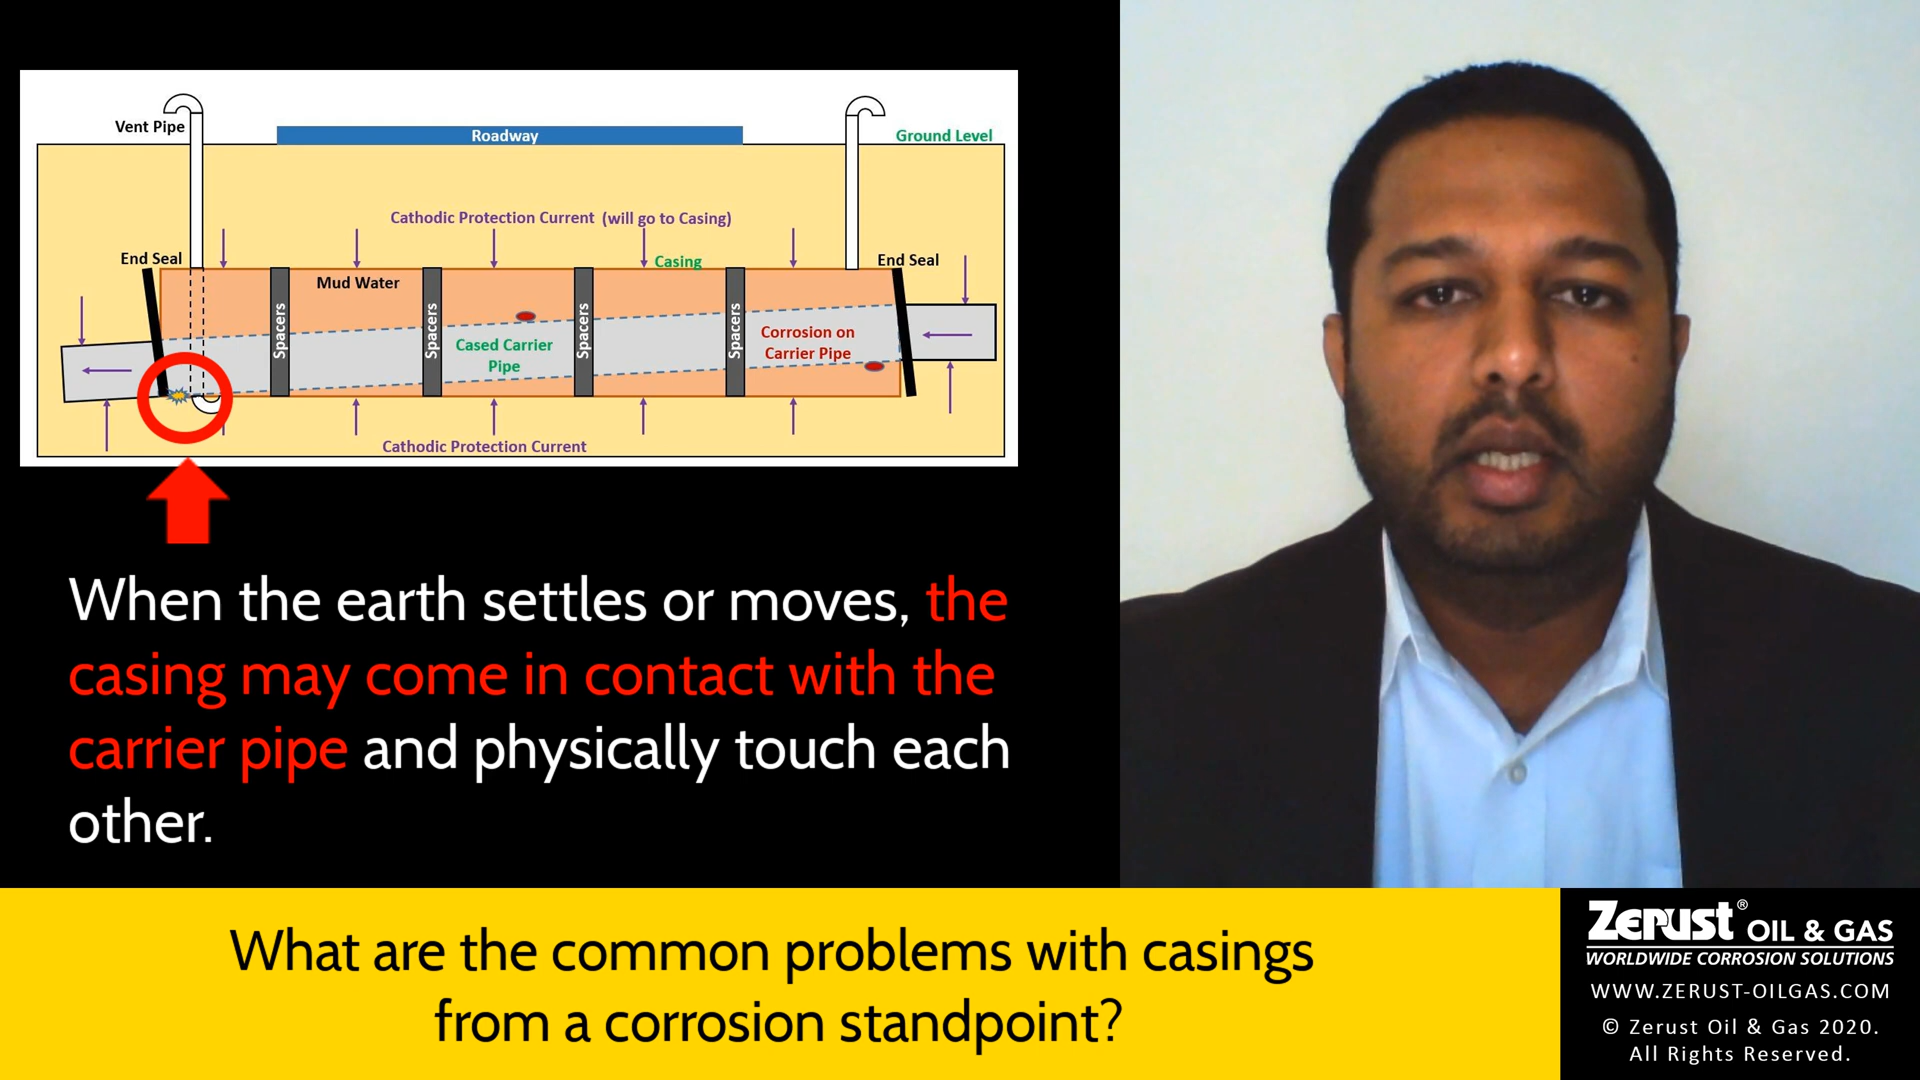 Vent Pipe
Roadway
Ground Level
Cathodic Protection Current (will go to Casing)
End Seal
Casing
End Seal
Mud Water
Spacers
Spacers
Spacers
Spacers
Cased Carrier
Pipe
Corrosion on
Carrier Pipe
Cathodic Protection Current
When the earth settles or moves, the
casing may come in contact with the
carrier pipe and physically touch each
other.
What are the common problems with casings
from a corrosion standpoint?
Zerust® OIL & GAS
WORLDWIDE CORROSION SOLUTIONS
WWW.ZERUST-OILGAS.COM
© Zerust Oil & Gas 2020.
All Rights Reserved.